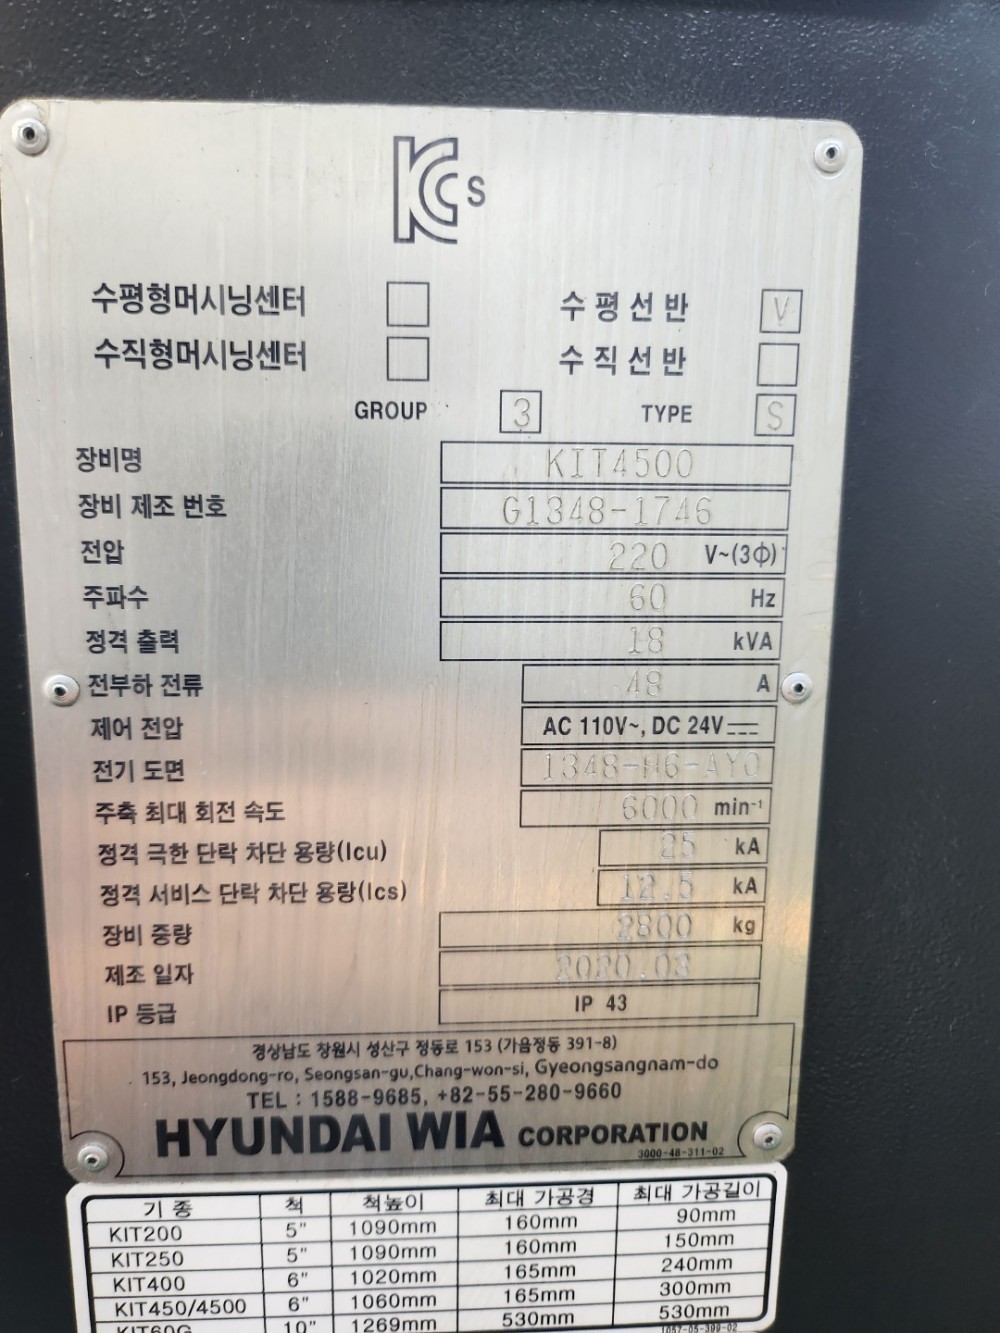 KCs
수평형머시닝센터 수평선반 V
수직형머시닝센터 수직선반
GROUP 3 TYPE S
장비명 KIT4500
장비 제조 번호 G1348-1746
전압 220 V~(3Φ)
주파수 60 Hz
정격 출력 18 kVA
전부하 전류 48 A
제어 전압 AC 110V~, DC 24V⎓
전기 도면 1348-H6-AY0
주축 최대 회전 속도 6000 min-1
정격 극한 단락 차단 용량(Icu) 25 kA
정격 서비스 단락 차단 용량(Ics) 12.5 kA
장비 중량 2800 kg
제조 일자 2020.03
IP 등급 IP 43
경상남도 창원시 성산구 정동로 153 (가음정동 391-8)
153, Jeongdong-ro, Seongsan-gu,Chang-won-si, Gyeongsangnam-do
TEL : 1588-9685, +82-55-280-9660
HYUNDAI WIA CORPORATION
3000-48-311-02
기 종 척 척높이 최대 가공경 최대 가공길이
KIT200 5" 1090mm 160mm 90mm
KIT250 5" 1090mm 160mm 150mm
KIT400 6" 1020mm 165mm 240mm
KIT450/4500 6" 1060mm 165mm 300mm
KIT60G 10" 1269mm 530mm 530mm
1057-05-399-02